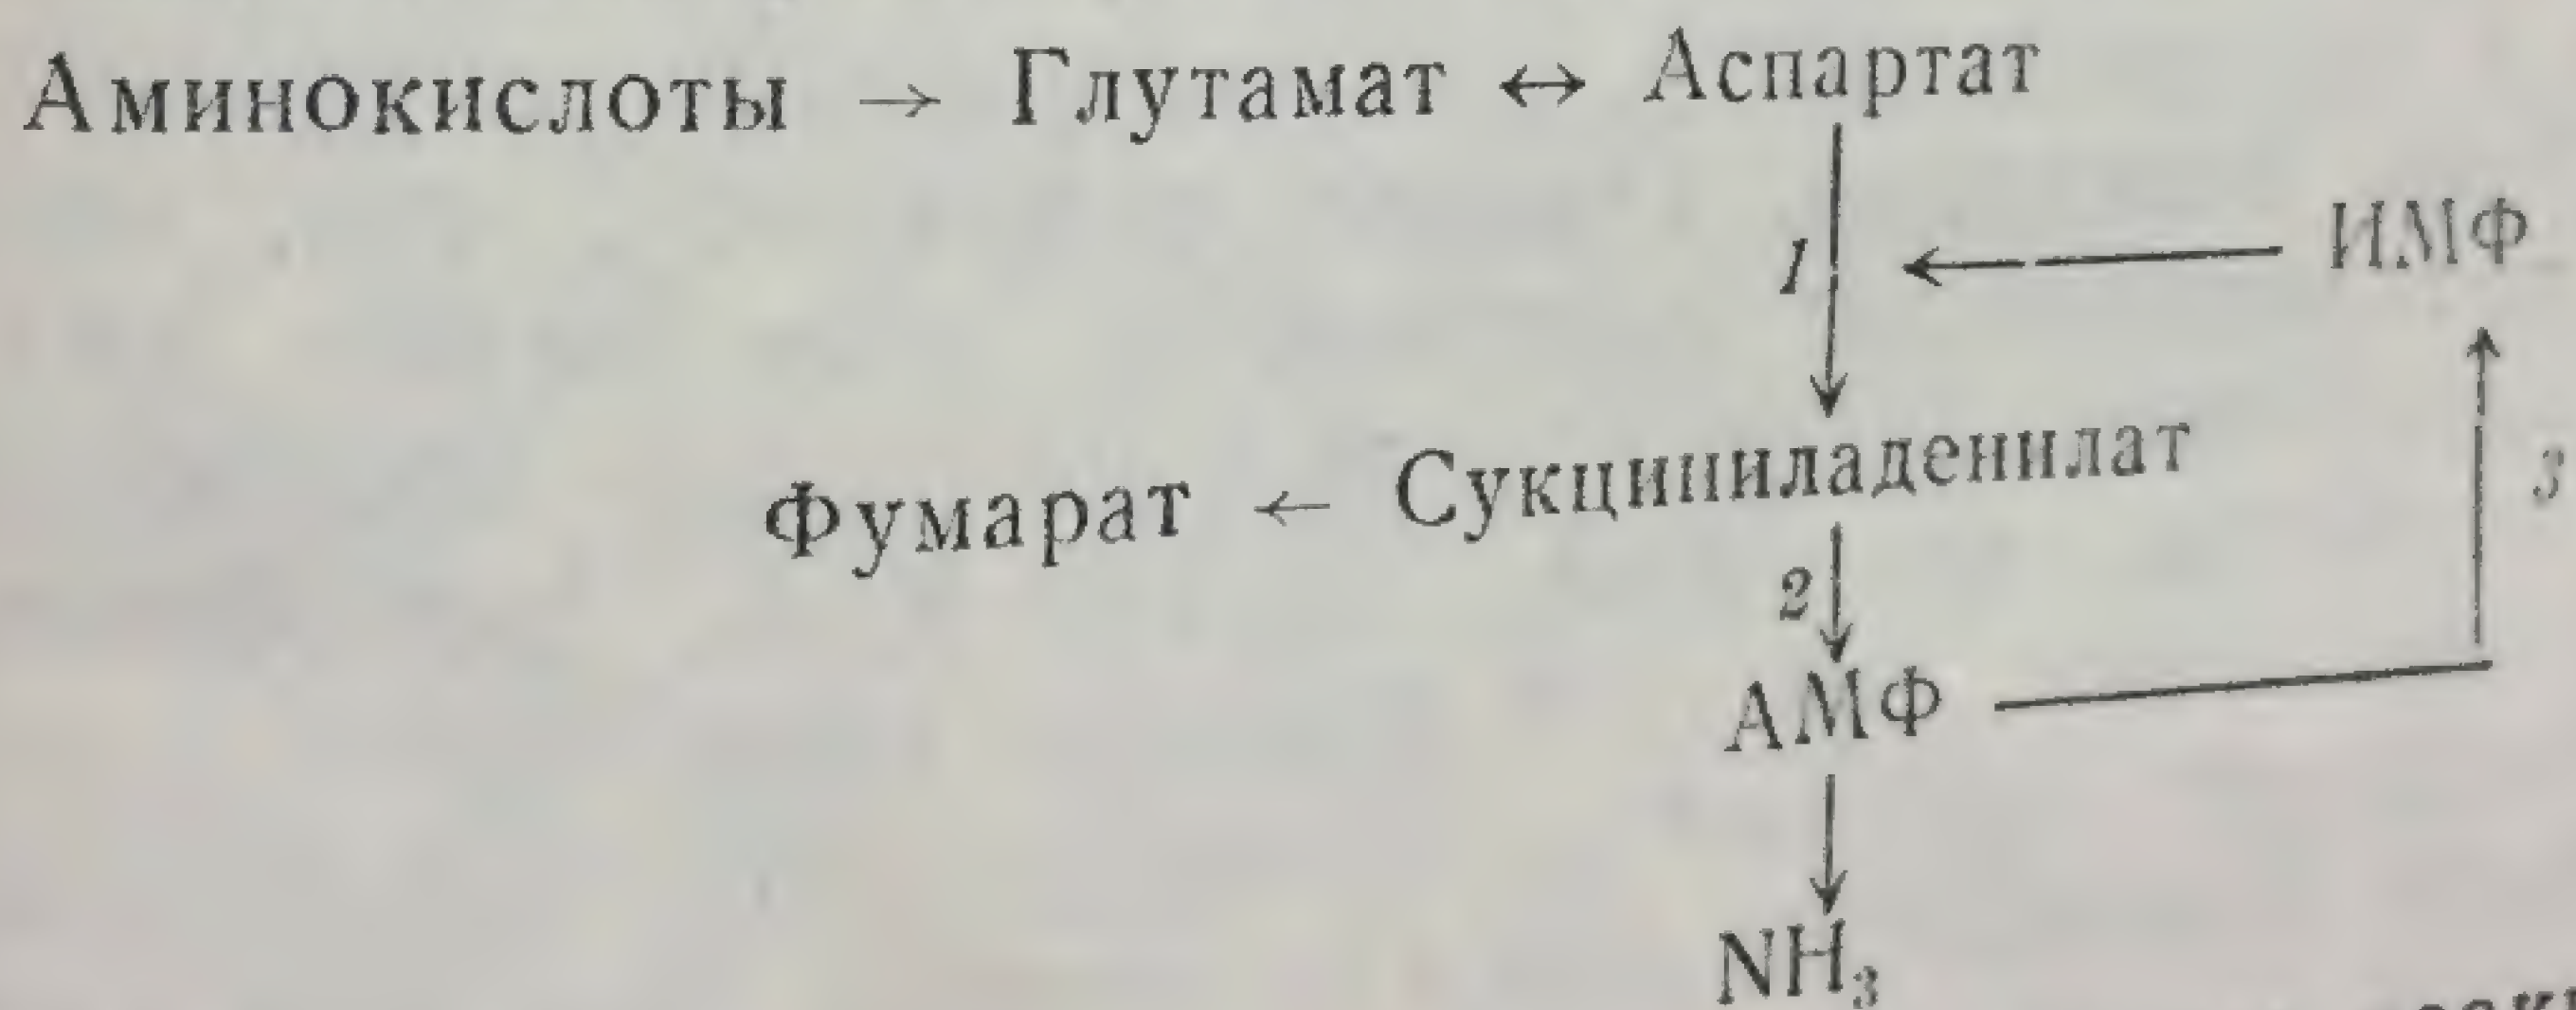 Аминокислоты → Глутамат ↔ Аспартат
1 ← ИМФ
Фумарат ← Сукциниладенилат
3
2
АМФ
NH₃